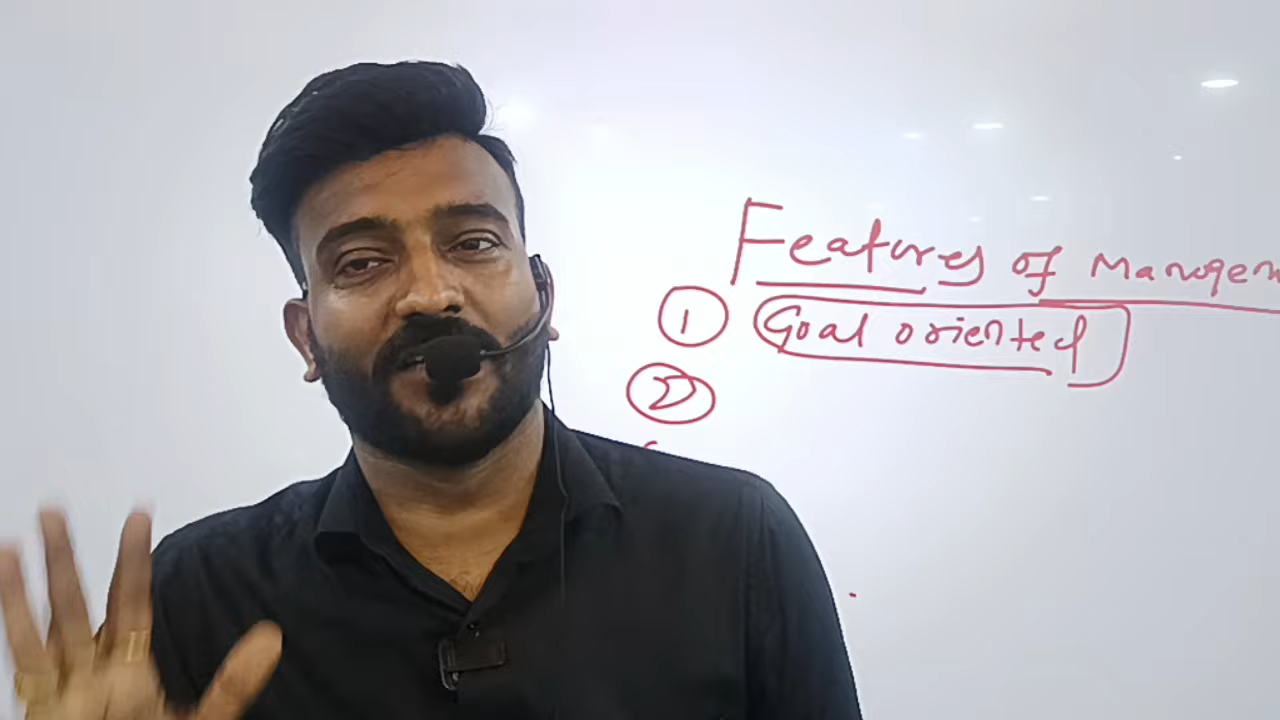 Features of Managem
① Goal oriented
②